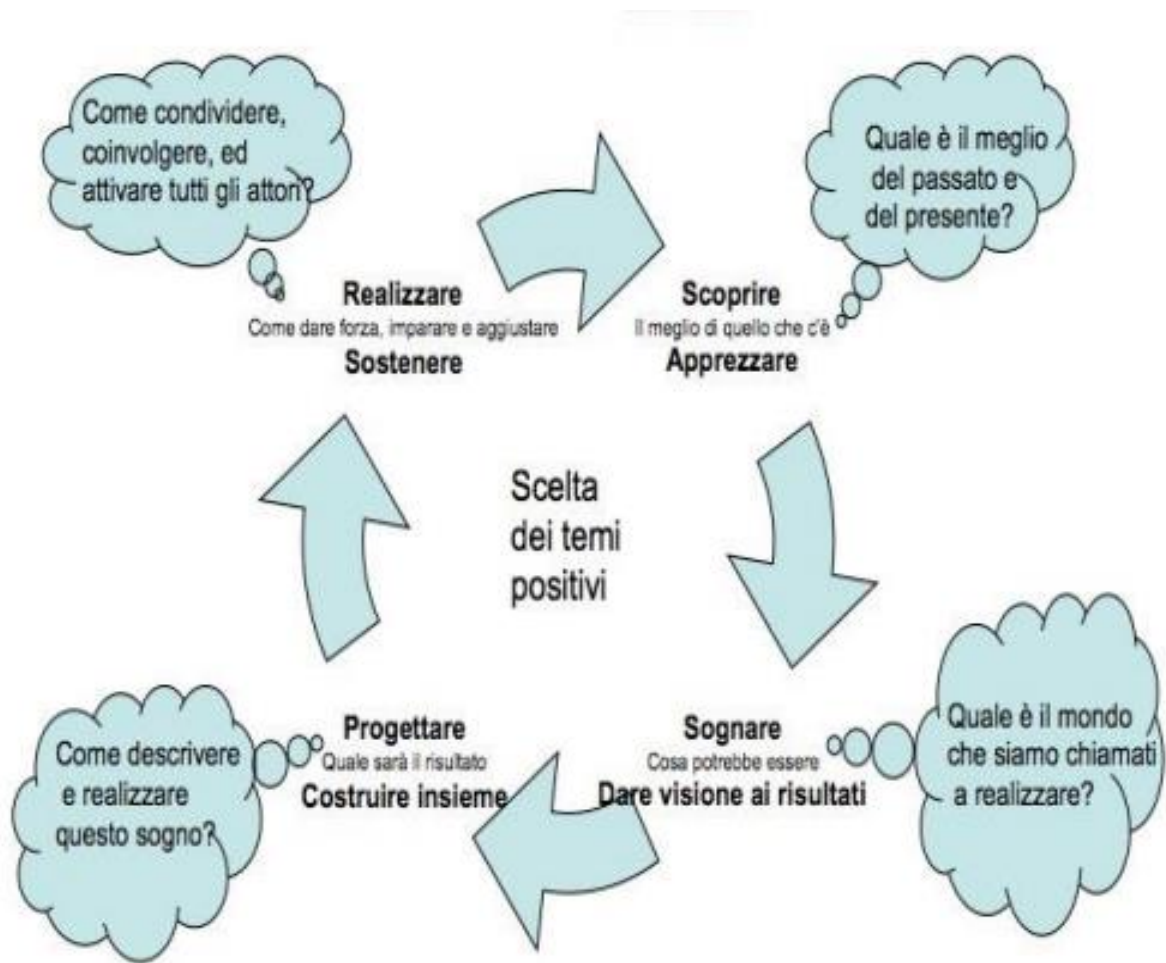 Come condividere,
coinvolgere, ed
attivare tutti gli attori?
Quale è il meglio
del passato e
del presente?
Realizzare
Come dare forza, imparare e aggiustare
Sostenere
Scoprire
Il meglio di quello che c'è
Apprezzare
Scelta
dei temi
positivi
Progettare
Quale sarà il risultato
Costruire insieme
Sognare
Cosa potrebbe essere
Dare visione ai risultati
Come descrivere
e realizzare
questo sogno?
Quale è il mondo
che siamo chiamati
a realizzare?